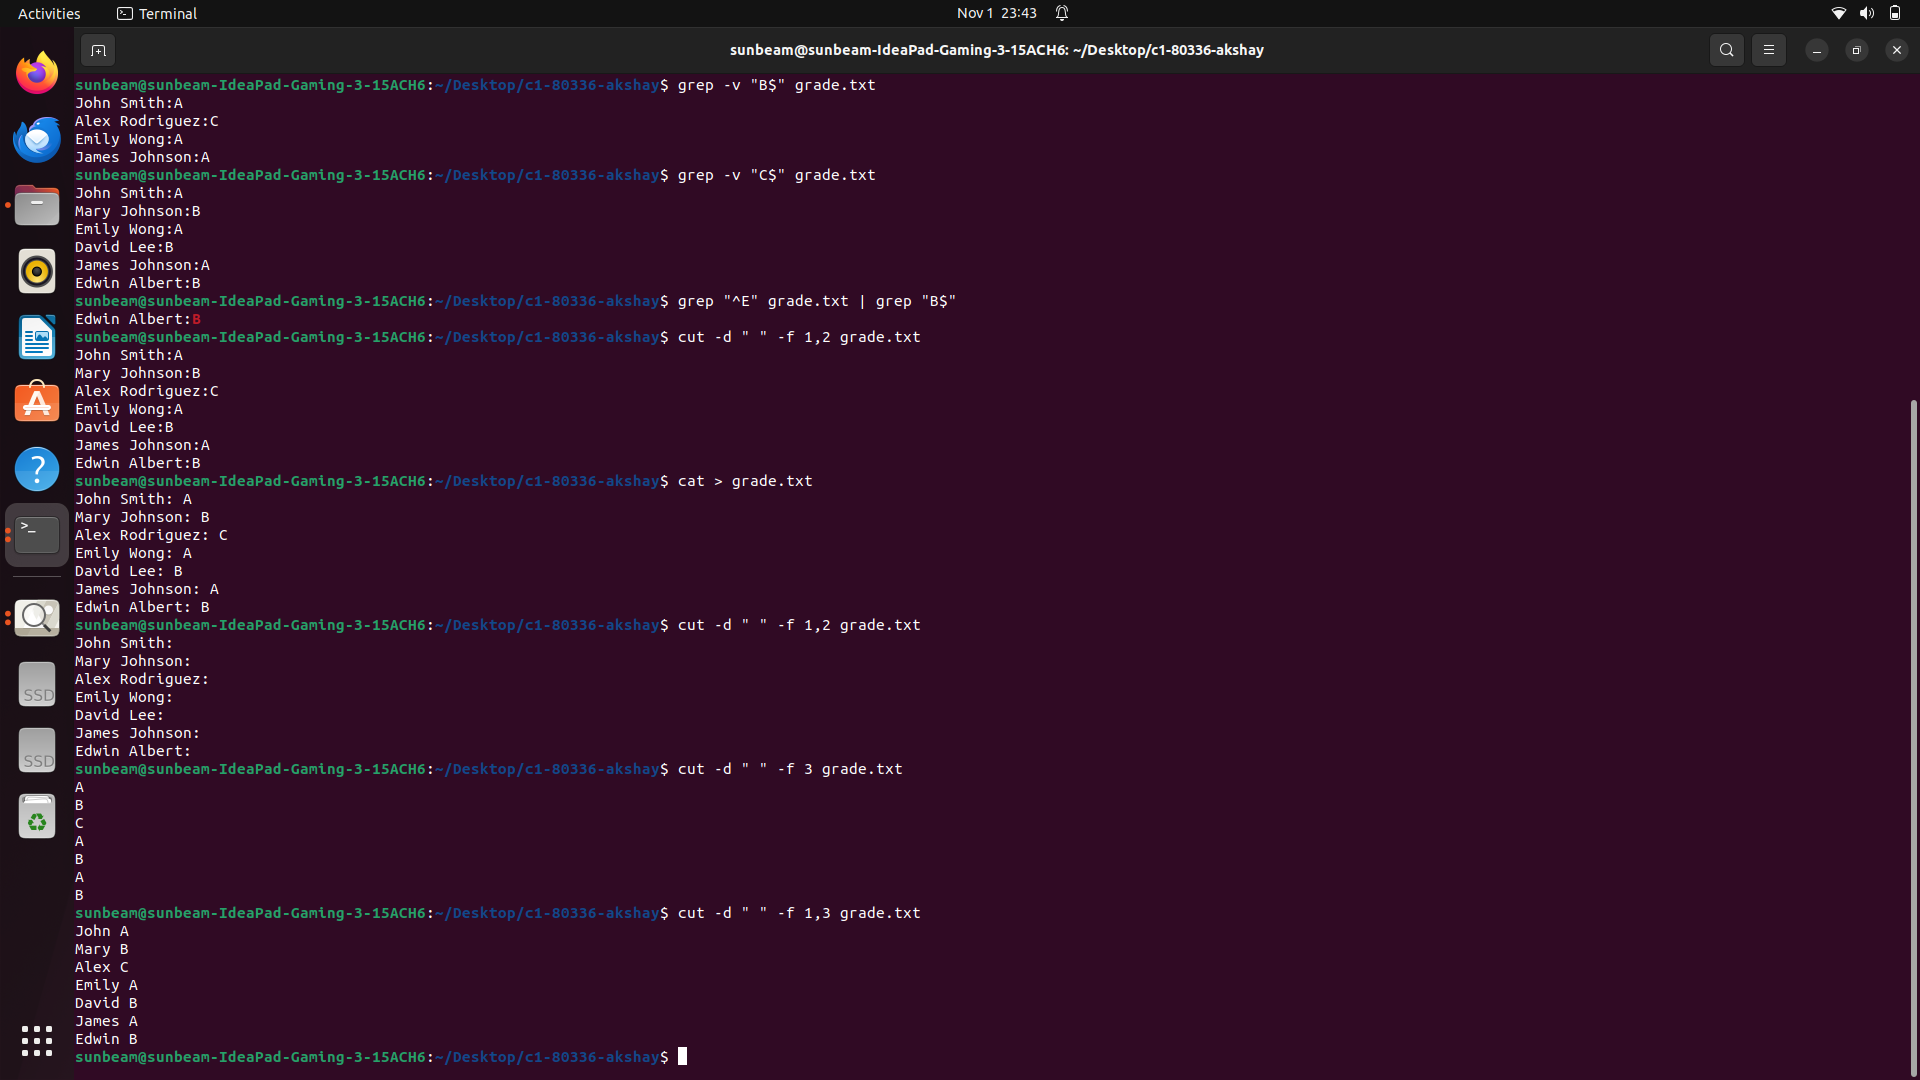 Activities
Terminal
Nov 1 23:43
sunbeam@sunbeam-IdeaPad-Gaming-3-15ACH6: ~/Desktop/c1-80336-akshay
sunbeam@sunbeam-IdeaPad-Gaming-3-15ACH6:~/Desktop/c1-80336-akshay$ grep -v "B$" grade.txt
John Smith:A
Alex Rodriguez:C
Emily Wong:A
James Johnson:A
sunbeam@sunbeam-IdeaPad-Gaming-3-15ACH6:~/Desktop/c1-80336-akshay$ grep -v "C$" grade.txt
John Smith:A
Mary Johnson:B
Emily Wong:A
David Lee:B
James Johnson:A
Edwin Albert:B
sunbeam@sunbeam-IdeaPad-Gaming-3-15ACH6:~/Desktop/c1-80336-akshay$ grep "^E" grade.txt | grep "B$"
Edwin Albert:B
sunbeam@sunbeam-IdeaPad-Gaming-3-15ACH6:~/Desktop/c1-80336-akshay$ cut -d " " -f 1,2 grade.txt
John Smith:A
Mary Johnson:B
Alex Rodriguez:C
Emily Wong:A
David Lee:B
James Johnson:A
Edwin Albert:B
sunbeam@sunbeam-IdeaPad-Gaming-3-15ACH6:~/Desktop/c1-80336-akshay$ cat > grade.txt
John Smith: A
Mary Johnson: B
Alex Rodriguez: C
Emily Wong: A
David Lee: B
James Johnson: A
Edwin Albert: B
sunbeam@sunbeam-IdeaPad-Gaming-3-15ACH6:~/Desktop/c1-80336-akshay$ cut -d " " -f 1,2 grade.txt
John Smith:
Mary Johnson:
Alex Rodriguez:
Emily Wong:
David Lee:
James Johnson:
Edwin Albert:
sunbeam@sunbeam-IdeaPad-Gaming-3-15ACH6:~/Desktop/c1-80336-akshay$ cut -d " " -f 3 grade.txt
A
B
C
A
B
A
B
sunbeam@sunbeam-IdeaPad-Gaming-3-15ACH6:~/Desktop/c1-80336-akshay$ cut -d " " -f 1,3 grade.txt
John A
Mary B
Alex C
Emily A
David B
James A
Edwin B
sunbeam@sunbeam-IdeaPad-Gaming-3-15ACH6:~/Desktop/c1-80336-akshay$
?
>_
SSD
SSD